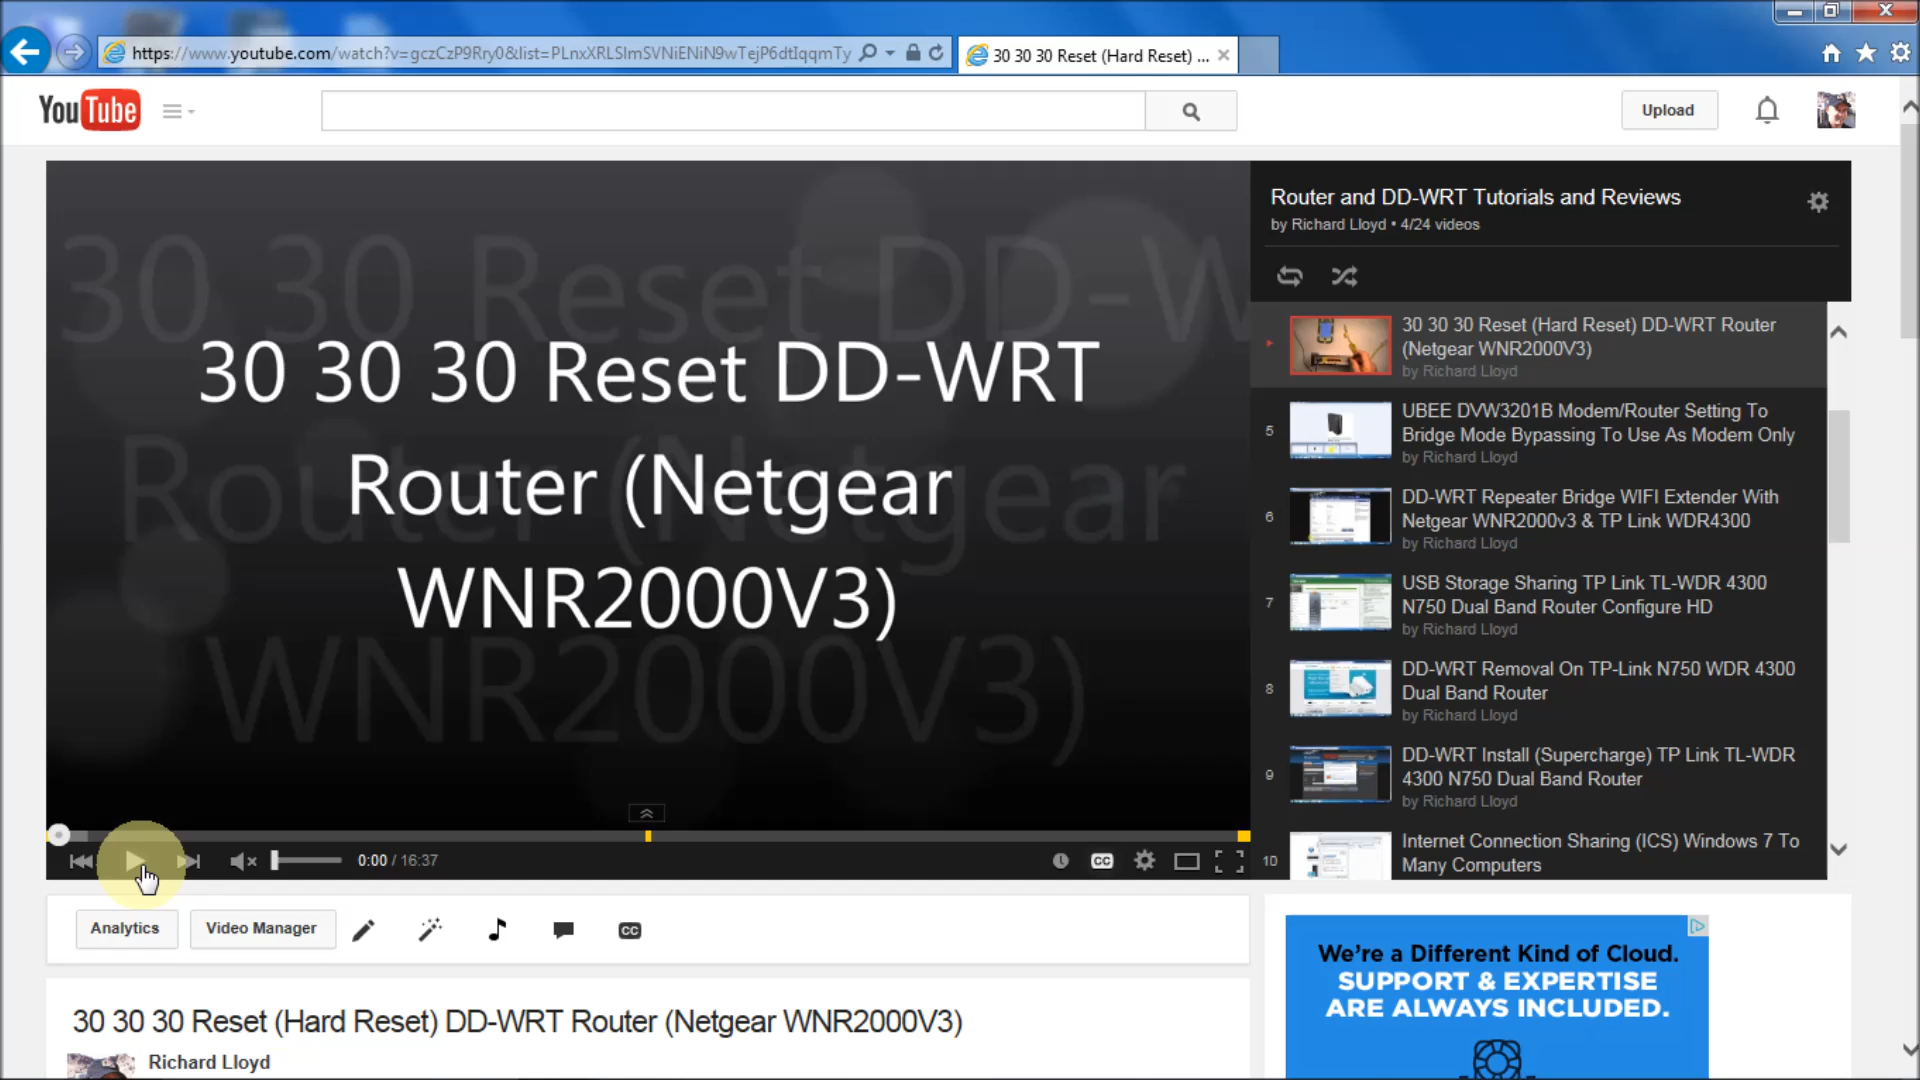 https://www.youtube.com/watch?v=gczCzP9Rry0&list=PLnxXRLSlmSVNiENiN9wTejP6dtIqqmTy
30 30 30 Reset (Hard Reset) ...
YouTube
Upload
30 30 30 Reset DD-WRT
Router (Netgear
WNR2000V3)
Router and DD-WRT Tutorials and Reviews
by Richard Lloyd • 4/24 videos
30 30 30 Reset (Hard Reset) DD-WRT Router
(Netgear WNR2000V3)
by Richard Lloyd
5
UBEE DVW3201B Modem/Router Setting To
Bridge Mode Bypassing To Use As Modem Only
by Richard Lloyd
6
DD-WRT Repeater Bridge WIFI Extender With
Netgear WNR2000v3 & TP Link WDR4300
by Richard Lloyd
7
USB Storage Sharing TP Link TL-WDR 4300
N750 Dual Band Router Configure HD
by Richard Lloyd
8
DD-WRT Removal On TP-Link N750 WDR 4300
Dual Band Router
by Richard Lloyd
9
DD-WRT Install (Supercharge) TP Link TL-WDR
4300 N750 Dual Band Router
by Richard Lloyd
10
Internet Connection Sharing (ICS) Windows 7 To
Many Computers
0:00 / 16:37
CC
Analytics
Video Manager
CC
30 30 30 Reset (Hard Reset) DD-WRT Router (Netgear WNR2000V3)
Richard Lloyd
We're a Different Kind of Cloud.
SUPPORT & EXPERTISE
ARE ALWAYS INCLUDED.